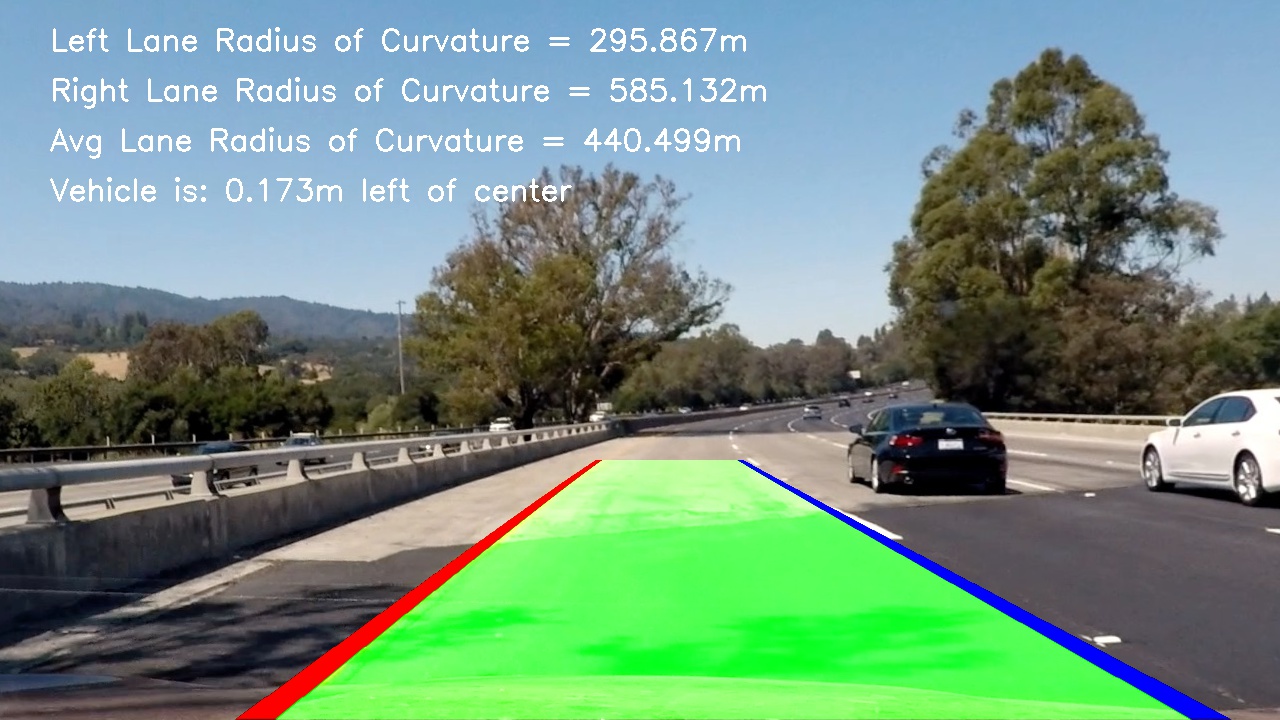 Left Lane Radius of Curvature = 295.867m
Right Lane Radius of Curvature = 585.132m
Avg Lane Radius of Curvature = 440.499m
Vehicle is: 0.173m left of center